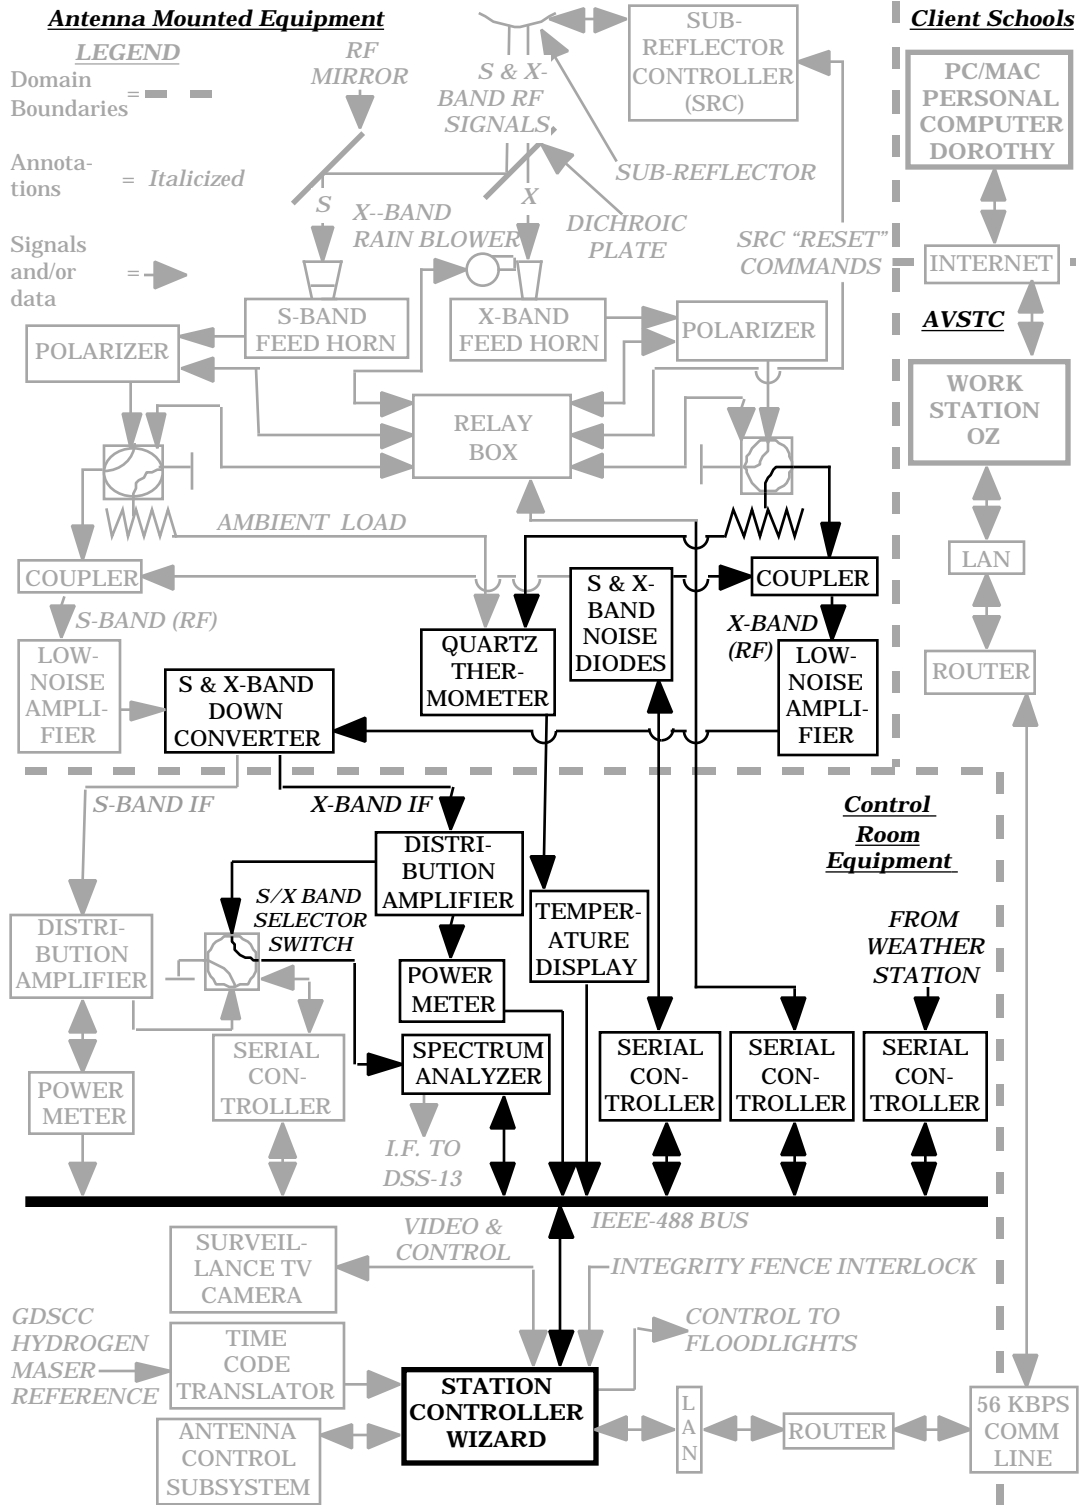 Antenna Mounted Equipment
Client Schools
LEGEND
Domain
Boundaries =
Annota-
tions = Italicized
Signals
and/or =
data
RF
MIRROR
S & X-
BAND RF
SIGNALS
SUB-
REFLECTOR
CONTROLLER
(SRC)
SUB-REFLECTOR
DICHROIC
PLATE
S
X
X--BAND
RAIN BLOWER
SRC “RESET”
COMMANDS
PC/MAC
PERSONAL
COMPUTER
DOROTHY
INTERNET
AVSTC
WORK
STATION
OZ
LAN
ROUTER
S-BAND
FEED HORN
X-BAND
FEED HORN
POLARIZER
POLARIZER
RELAY
BOX
AMBIENT LOAD
COUPLER
COUPLER
S-BAND (RF)
X-BAND
(RF)
S & X-
BAND
NOISE
DIODES
QUARTZ
THER-
MOMETER
LOW-
NOISE
AMPLI-
FIER
LOW-
NOISE
AMPLI-
FIER
S & X-BAND
DOWN
CONVERTER
S-BAND IF
X-BAND IF
Control
Room
Equipment
DISTRI-
BUTION
AMPLIFIER
S/X BAND
SELECTOR
SWITCH
DISTRI-
BUTION
AMPLIFIER
TEMPER-
ATURE
DISPLAY
FROM
WEATHER
STATION
POWER
METER
POWER
METER
SERIAL
CON-
TROLLER
SPECTRUM
ANALYZER
SERIAL
CON-
TROLLER
SERIAL
CON-
TROLLER
SERIAL
CON-
TROLLER
I.F. TO
DSS-13
IEEE-488 BUS
VIDEO &
CONTROL
SURVEIL-
LANCE TV
CAMERA
INTEGRITY FENCE INTERLOCK
GDSCC
HYDROGEN
MASER
REFERENCE
TIME
CODE
TRANSLATOR
CONTROL TO
FLOODLIGHTS
STATION
CONTROLLER
WIZARD
ANTENNA
CONTROL
SUBSYSTEM
L
A
N
ROUTER
56 KBPS
COMM
LINE